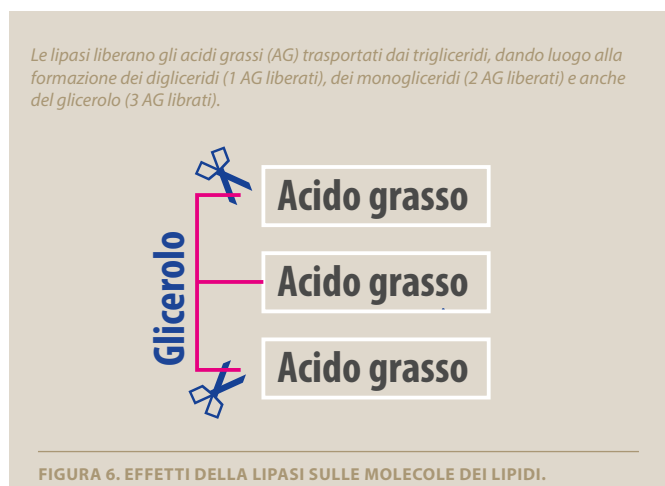 Le lipasi liberano gli acidi grassi (AG) trasportati dai trigliceridi, dando luogo alla
formazione dei digliceridi (1 AG liberati), dei monogliceridi (2 AG liberati) e anche
del glicerolo (3 AG librati).
Glicerolo
Acido grasso
Acido grasso
Acido grasso
FIGURA 6. EFFETTI DELLA LIPASI SULLE MOLECOLE DEI LIPIDI.